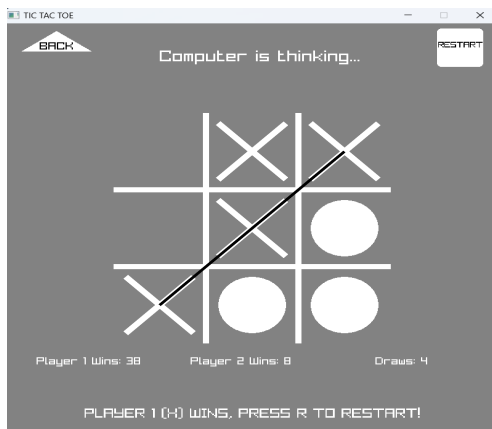 TIC TAC TOE
BACK
Computer is thinking...
RESTART
Player 1 Wins: 38
Player 2 Wins: 8
Draws: 4
PLAYER 1 (X) WINS, PRESS R TO RESTART!